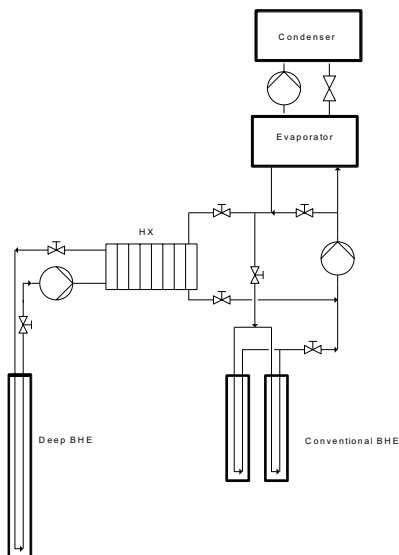 Condenser
Evaporator
HX
Deep BHE
Conventional BHE